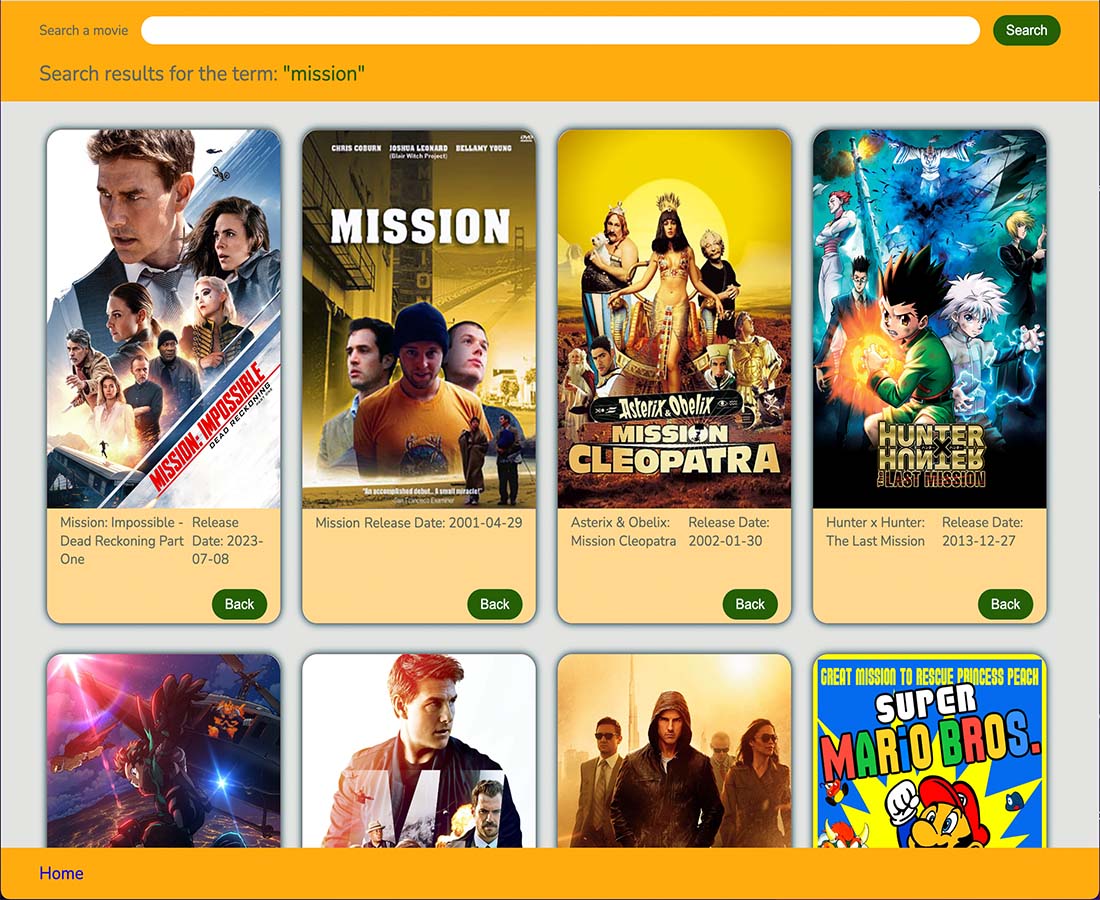 Search a movie
Search
Search results for the term: "mission"
CHRIS COBURN JOSHUA LEONARD BELLAMY YOUNG
(Blair Witch Project)
DVD
MISSION
"An accomplished debut... A small miracle!"
San Francisco Examiner
MISSION: IMPOSSIBLE
DEAD RECKONING
Asterix & Obelix
MISSION
CLEOPATRA
HUNTER
X
HUNTER
THE LAST MISSION
Mission: Impossible -
Dead Reckoning Part
One
Release
Date: 2023-
07-08
Back
Mission Release Date: 2001-04-29
Back
Asterix & Obelix:
Mission Cleopatra
Release Date:
2002-01-30
Back
Hunter x Hunter:
The Last Mission
Release Date:
2013-12-27
Back
M
GREAT MISSION TO RESCUE PRINCESS PEACH
SUPER
MARIO BROS.
Home